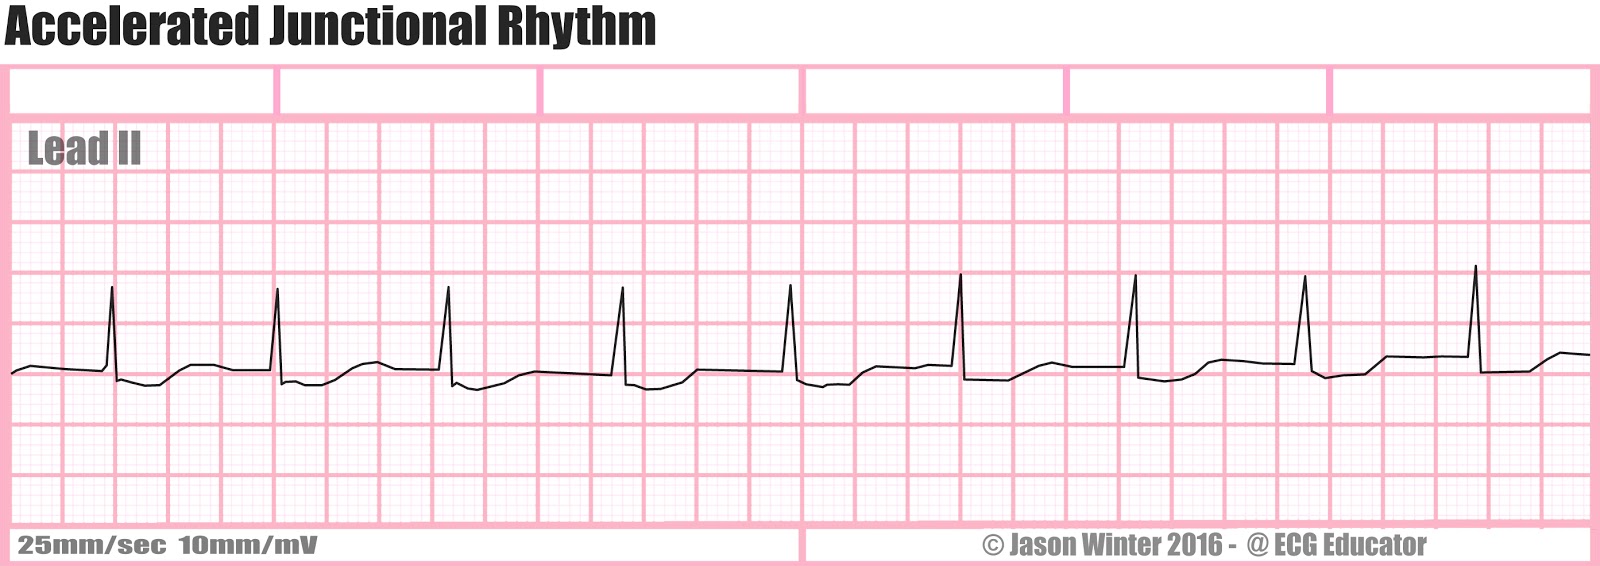 Accelerated Junctional Rhythm
Lead II
25mm/sec 10mm/mV
© Jason Winter 2016 - @ ECG Educator